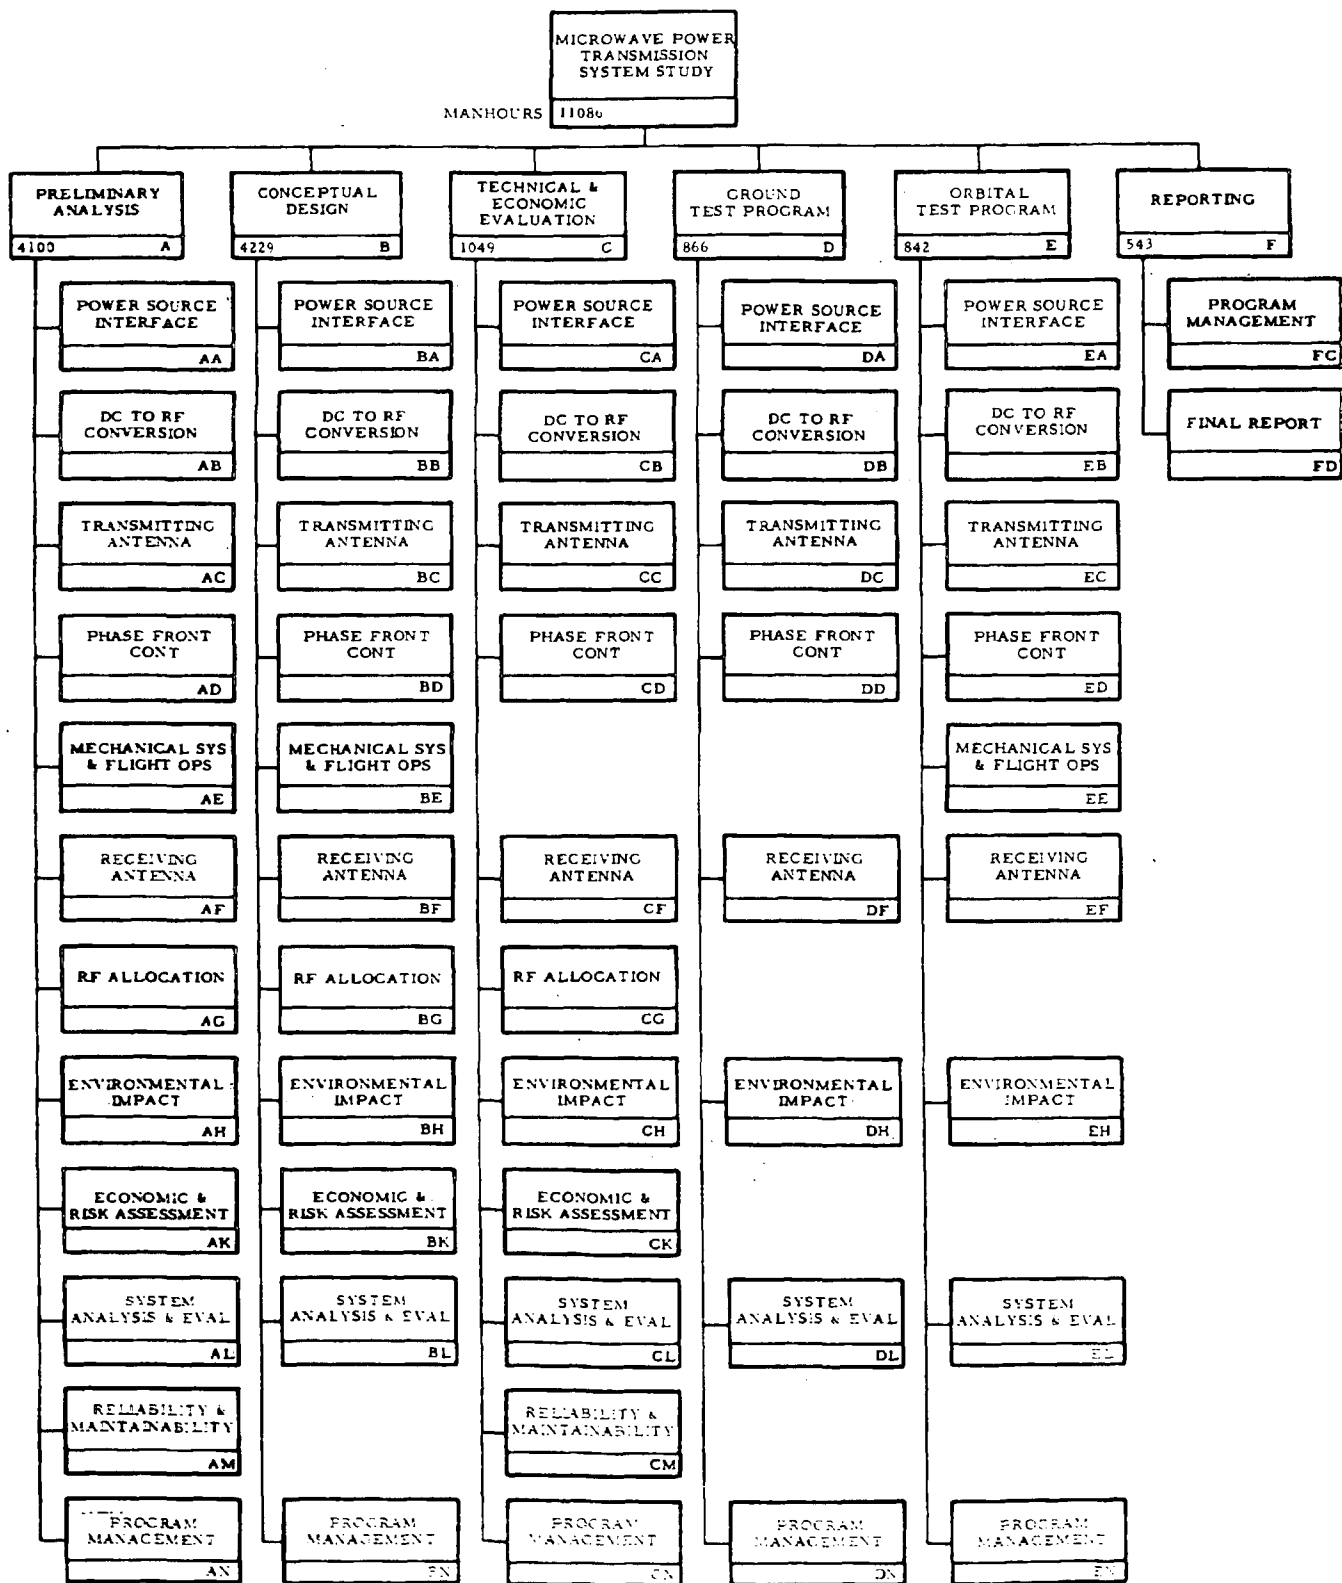 MICROWAVE POWER
TRANSMISSION
SYSTEM STUDY
MANHOURS 11086
PRELIMINARY
ANALYSIS
4100 A
CONCEPTUAL
DESIGN
4229 B
TECHNICAL &
ECONOMIC
EVALUATION
1049 C
GROUND
TEST PROGRAM
866 D
ORBITAL
TEST PROGRAM
842 E
REPORTING
543 F
POWER SOURCE
INTERFACE
AA
POWER SOURCE
INTERFACE
BA
POWER SOURCE
INTERFACE
CA
POWER SOURCE
INTERFACE
DA
POWER SOURCE
INTERFACE
EA
PROGRAM
MANAGEMENT
FC
DC TO RF
CONVERSION
AB
DC TO RF
CONVERSION
BB
DC TO RF
CONVERSION
CB
DC TO RF
CONVERSION
DB
DC TO RF
CONVERSION
EB
FINAL REPORT
FD
TRANSMITTING
ANTENNA
AC
TRANSMITTING
ANTENNA
BC
TRANSMITTING
ANTENNA
CC
TRANSMITTING
ANTENNA
DC
TRANSMITTING
ANTENNA
EC
PHASE FRONT
CONT
AD
PHASE FRONT
CONT
BD
PHASE FRONT
CONT
CD
PHASE FRONT
CONT
DD
PHASE FRONT
CONT
ED
MECHANICAL SYS
& FLIGHT OPS
AE
MECHANICAL SYS
& FLIGHT OPS
BE
MECHANICAL SYS
& FLIGHT OPS
EE
RECEIVING
ANTENNA
AF
RECEIVING
ANTENNA
BF
RECEIVING
ANTENNA
CF
RECEIVING
ANTENNA
DF
RECEIVING
ANTENNA
EF
RF ALLOCATION
AG
RF ALLOCATION
BG
RF ALLOCATION
CG
ENVIRONMENTAL
IMPACT
AH
ENVIRONMENTAL
IMPACT
BH
ENVIRONMENTAL
IMPACT
CH
ENVIRONMENTAL
IMPACT
DH
ENVIRONMENTAL
IMPACT
EH
ECONOMIC &
RISK ASSESSMENT
AK
ECONOMIC &
RISK ASSESSMENT
BK
ECONOMIC &
RISK ASSESSMENT
CK
SYSTEM
ANALYSIS & EVAL
AL
SYSTEM
ANALYSIS & EVAL
BL
SYSTEM
ANALYSIS & EVAL
CL
SYSTEM
ANALYSIS & EVAL
DL
SYSTEM
ANALYSIS & EVAL
EL
RELIABILITY &
MAINTAINABILITY
AM
RELIABILITY &
MAINTAINABILITY
CM
PROGRAM
MANAGEMENT
AN
PROGRAM
MANAGEMENT
BN
PROGRAM
MANAGEMENT
CN
PROGRAM
MANAGEMENT
DN
PROGRAM
MANAGEMENT
EN